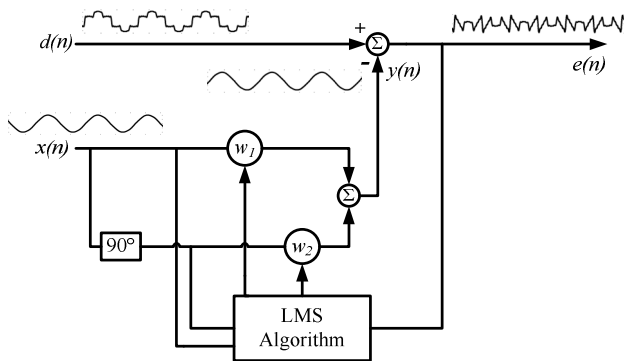 d(n)
+
Σ
-
y(n)
e(n)
x(n)
w1
Σ
90°
w2
LMS
Algorithm